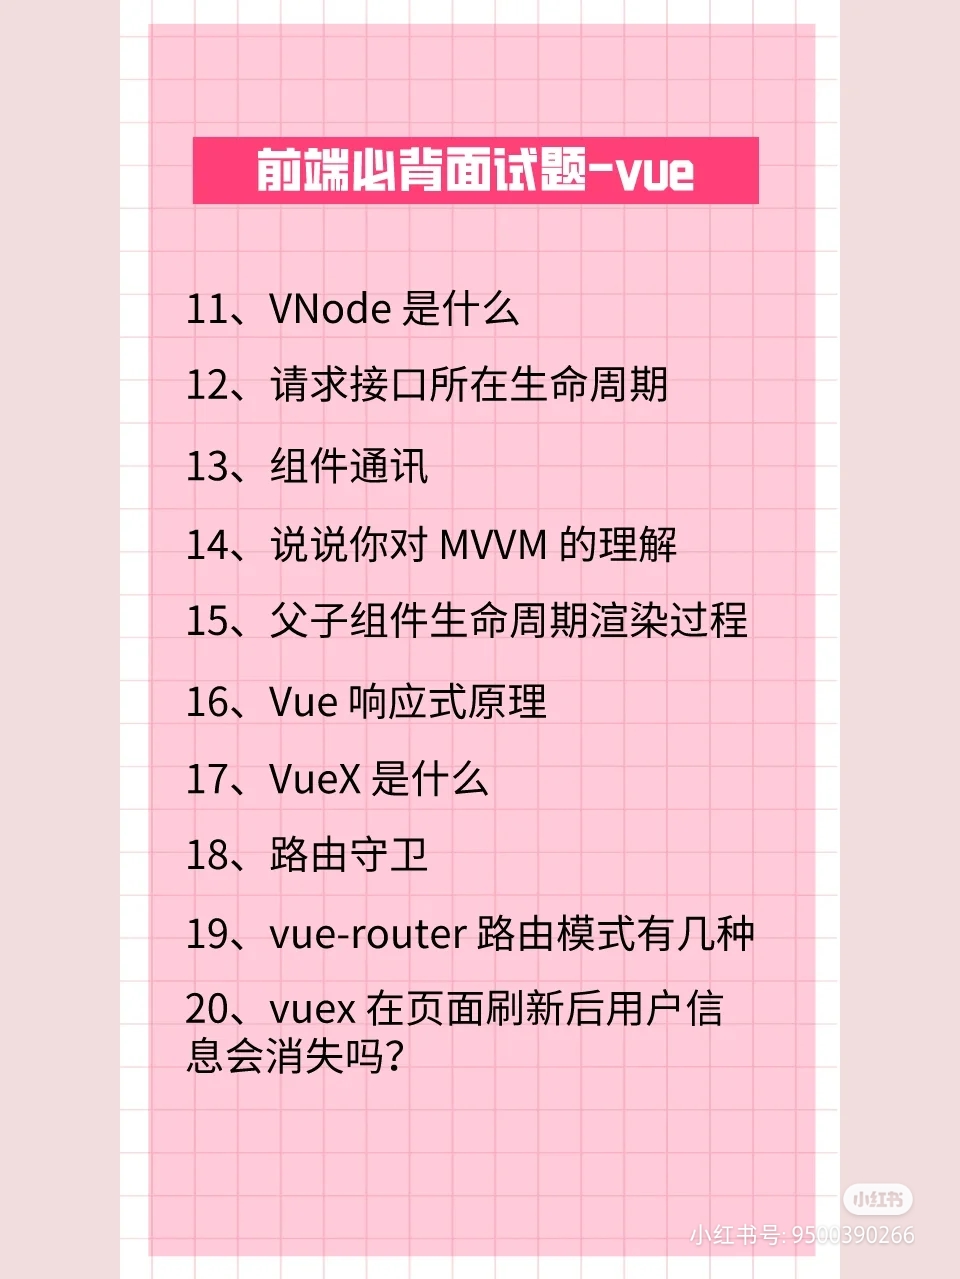 前端必背面试题-vue
11、VNode 是什么
12、请求接口所在生命周期
13、组件通讯
14、说说你对 MVVM 的理解
15、父子组件生命周期渲染过程
16、Vue 响应式原理
17、VueX 是什么
18、路由守卫
19、vue-router 路由模式有几种
20、vuex 在页面刷新后用户信
息会消失吗?
小红书
小红书号: 9500390266